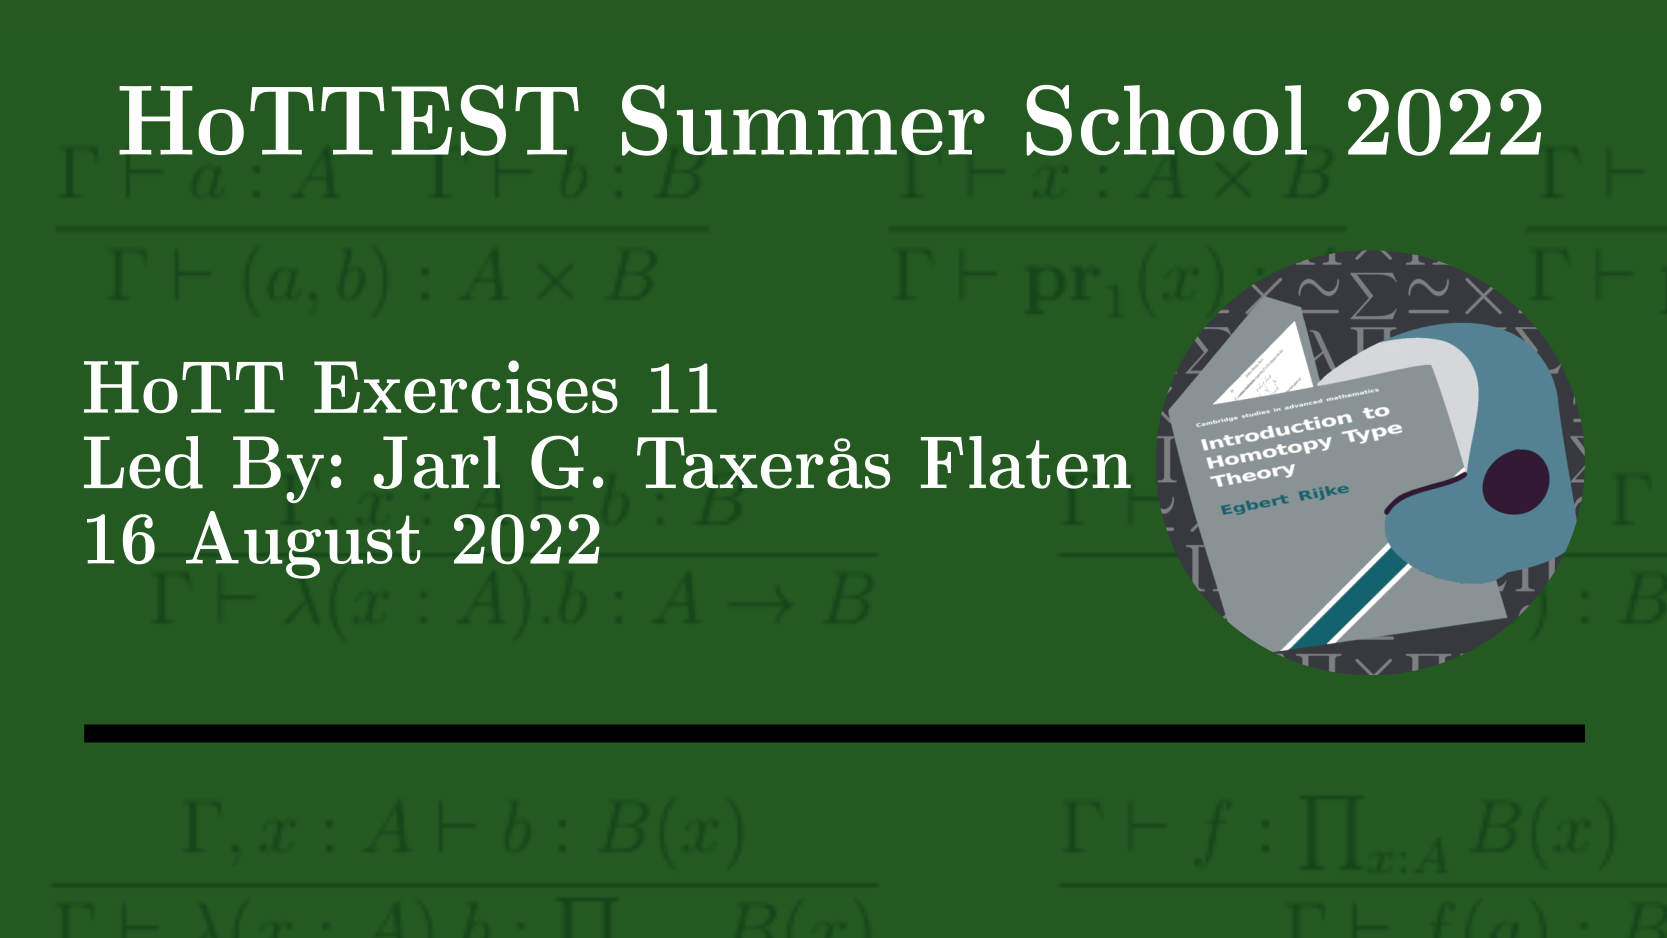 HoTTEST Summer School 2022
Γ ⊢ a : A Γ ⊢ b : B
Γ ⊢ x : A × B
Γ ⊢
Γ ⊢ (a, b) : A × B
Γ ⊢ pr₁(x) :
Γ ⊢
HoTT Exercises 11
Led By: Jarl G. Taxerås Flaten
16 August 2022
Cambridge studies in advanced mathematics
Introduction to
Homotopy Type
Theory
Egbert Rijke
Γ, x : A ⊢ b : B
Γ ⊢
Γ
Γ ⊢ λ(x : A).b : A → B
) : B
Γ, x : A ⊢ b : B(x)
Γ ⊢ f : ∏x:A B(x)
Γ ⊢ λ(x : A).b : ∏ B(x)
Γ ⊢ f(a) : B